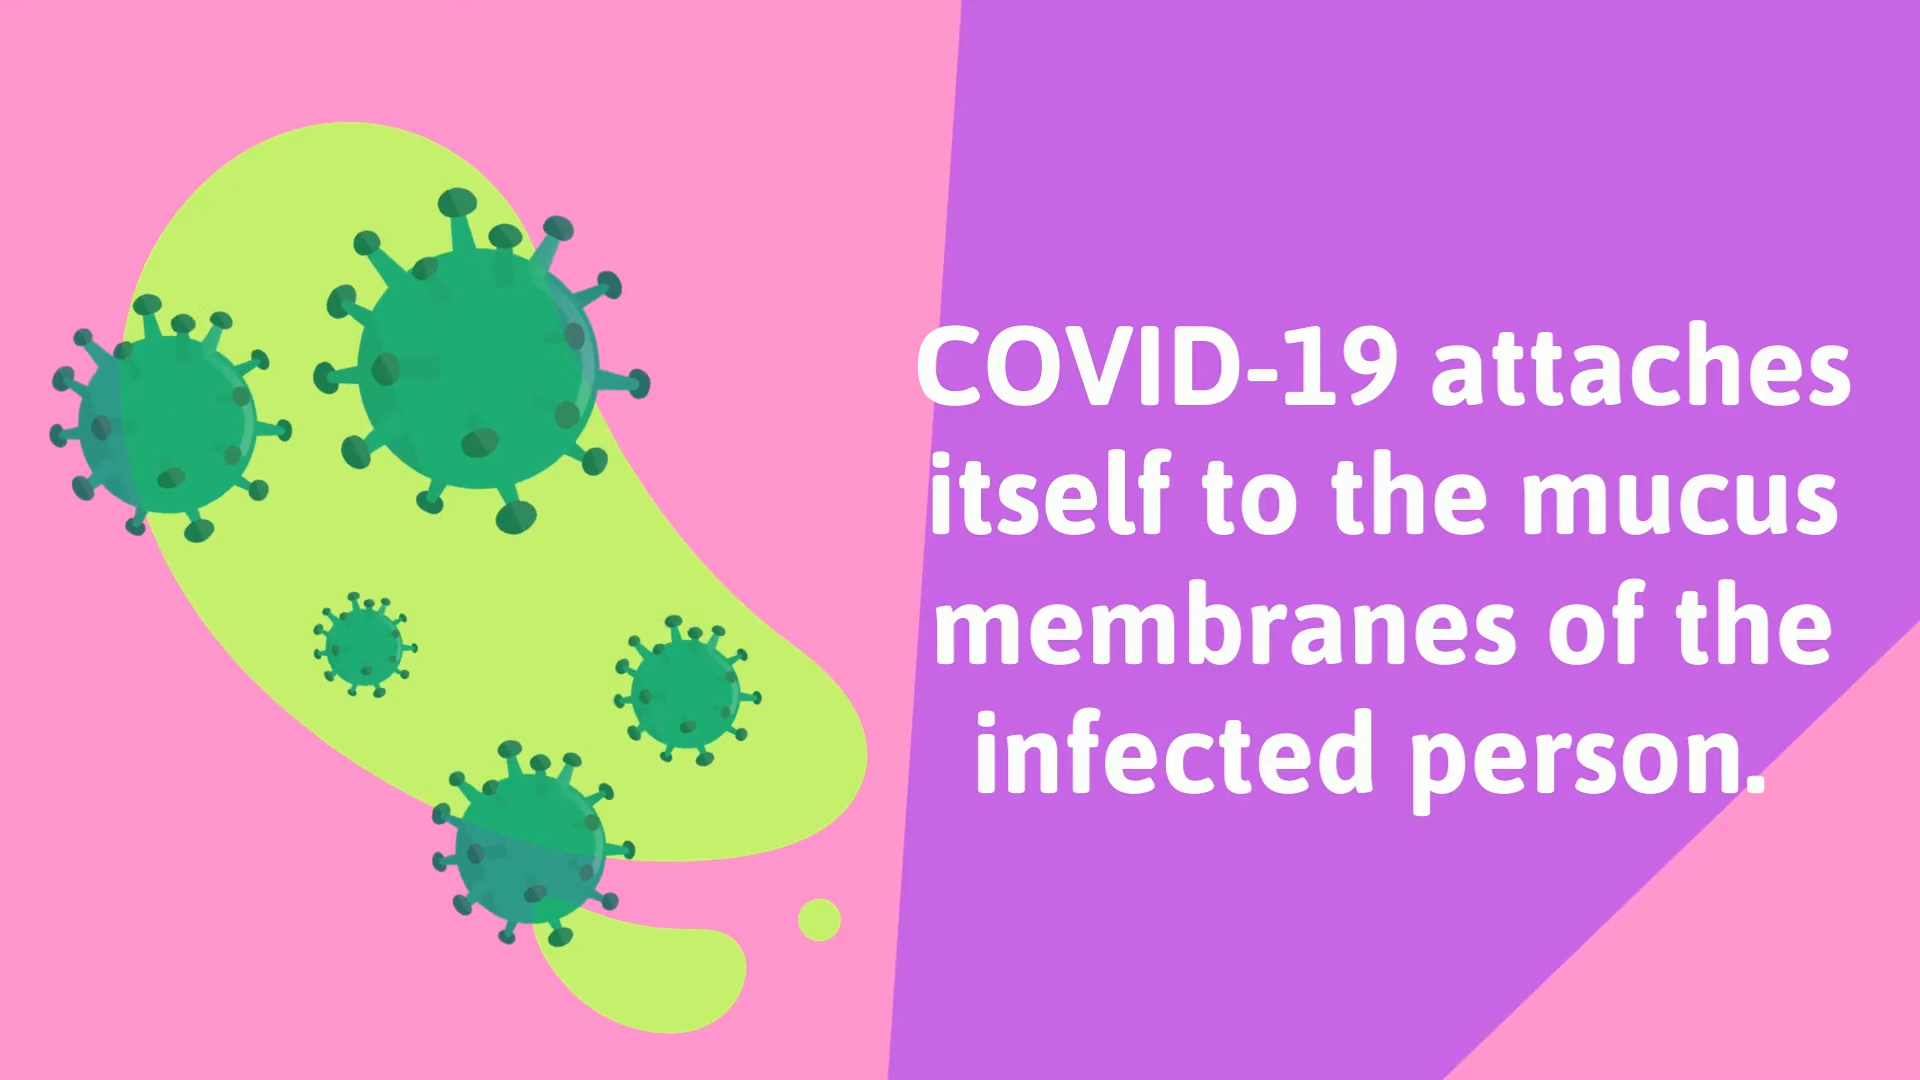 COVID-19 attaches
itself to the mucus
membranes of the
infected person.